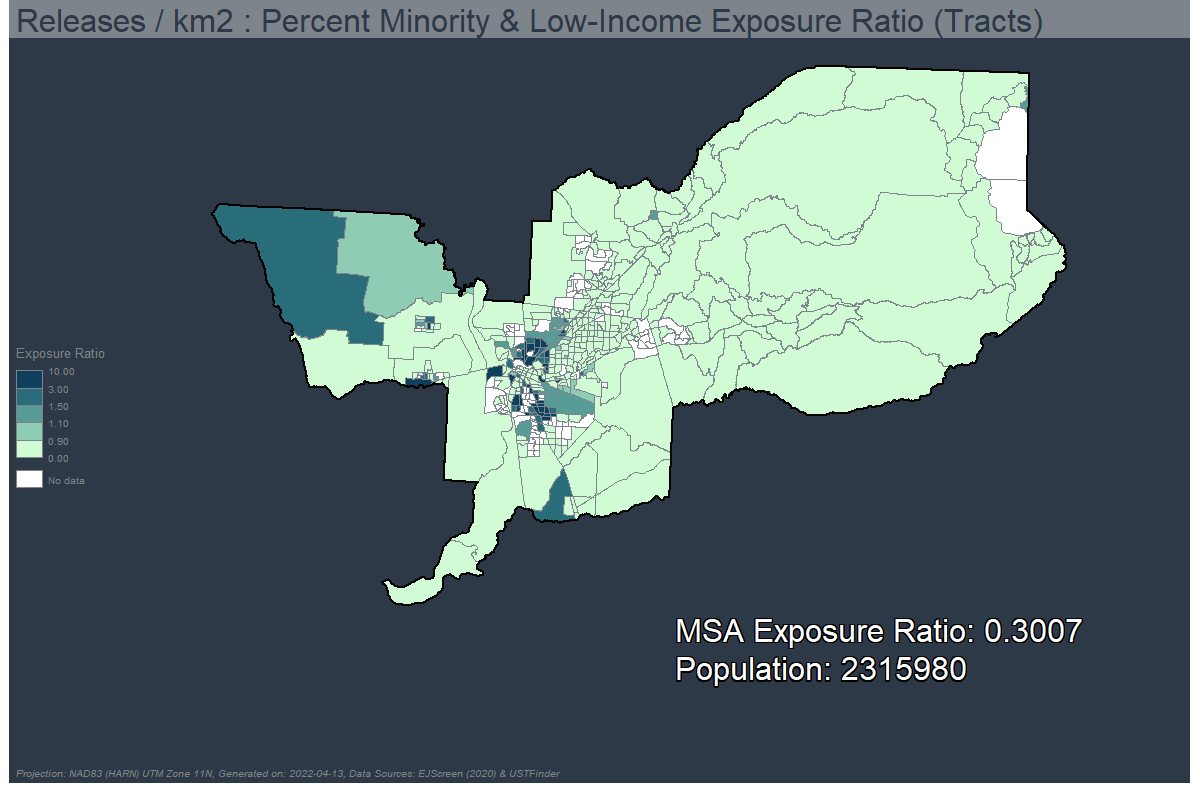 Releases / km2 : Percent Minority & Low-Income Exposure Ratio (Tracts)
Exposure Ratio
10.00
3.00
1.50
1.10
0.90
0.00
No data
MSA Exposure Ratio: 0.3007
Population: 2315980
Projection: NAD83 (HARN) UTM Zone 11N, Generated on: 2022-04-13, Data Sources: EJScreen (2020) & USTFinder